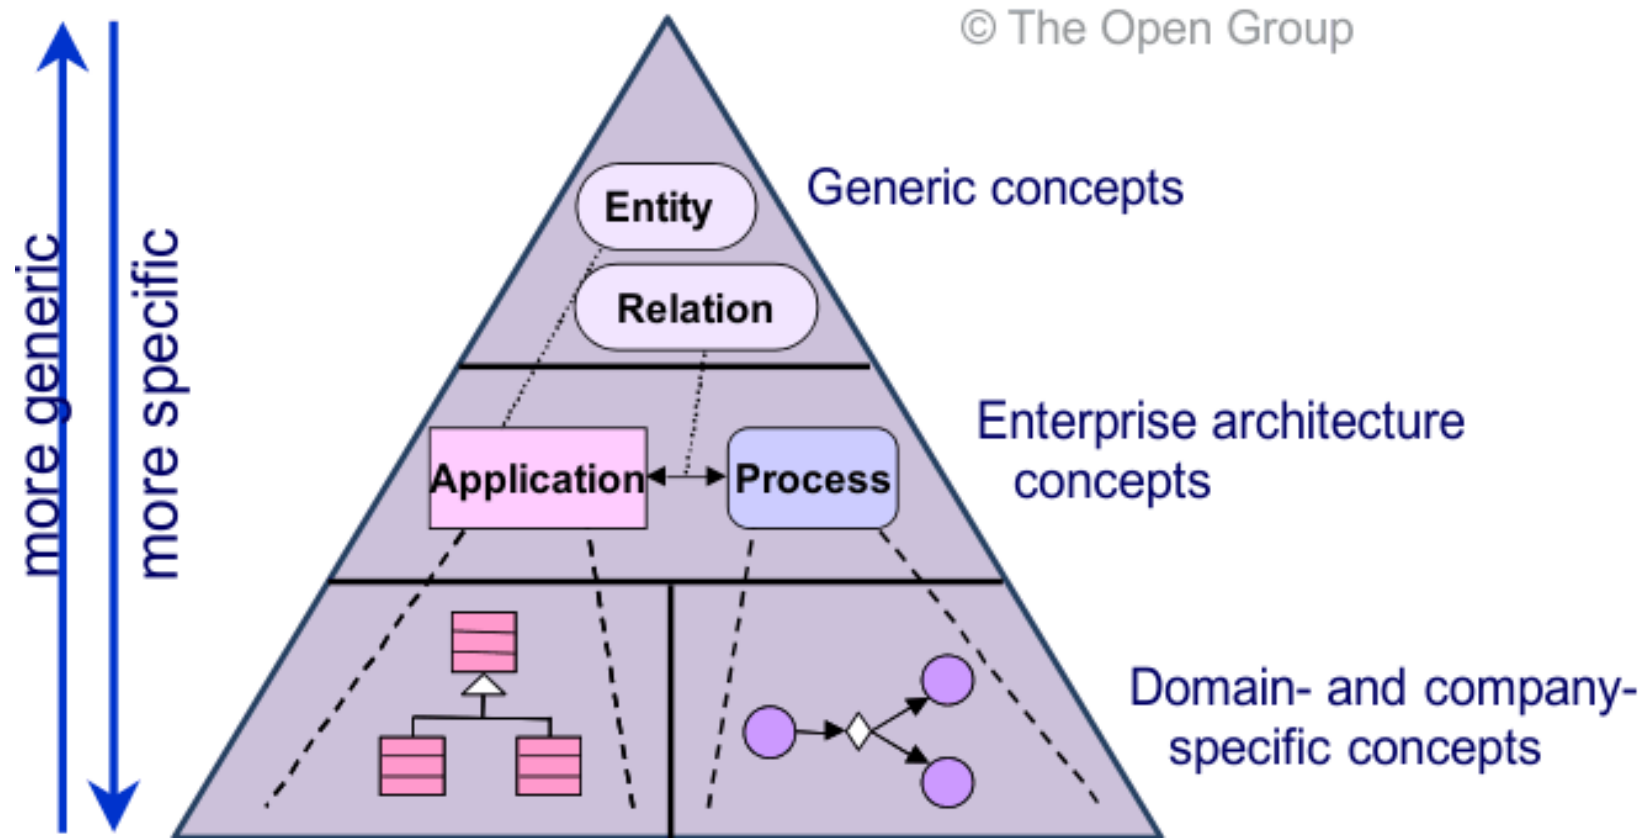 © The Open Group
more generic
more specific
Entity
Generic concepts
Relation
Enterprise architecture
concepts
Application
Process
Domain- and company-
specific concepts